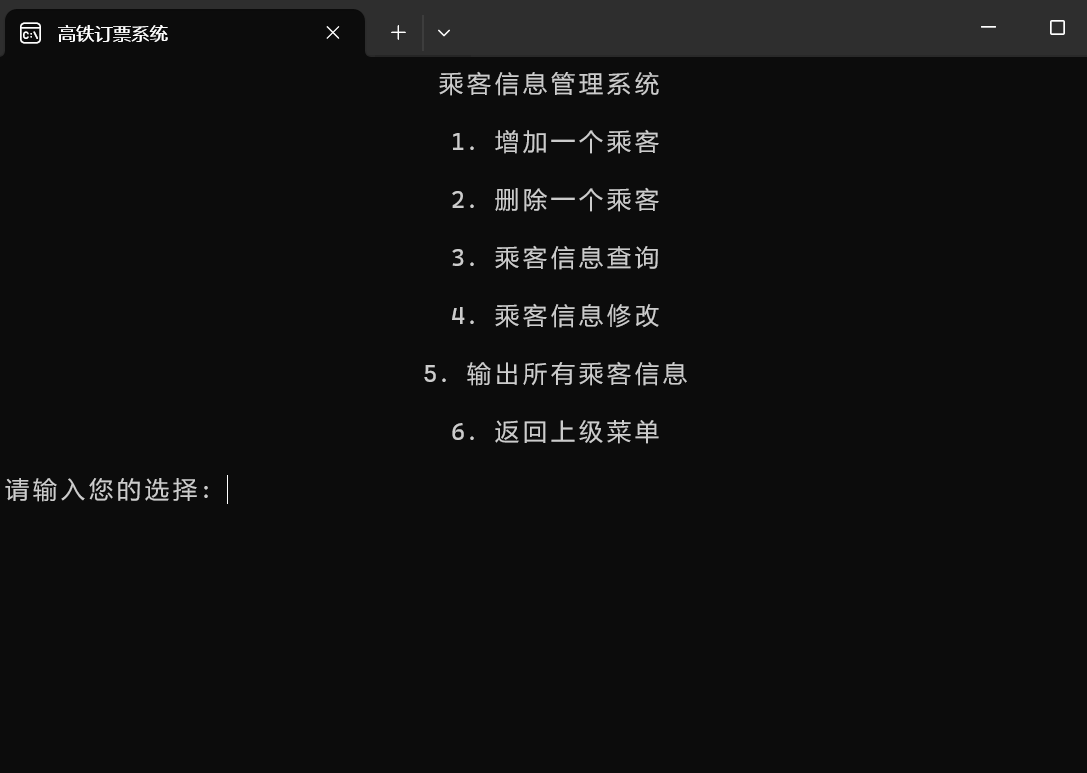 高铁订票系统
乘客信息管理系统
1. 增加一个乘客
2. 删除一个乘客
3. 乘客信息查询
4. 乘客信息修改
5. 输出所有乘客信息
6. 返回上级菜单
请输入您的选择: